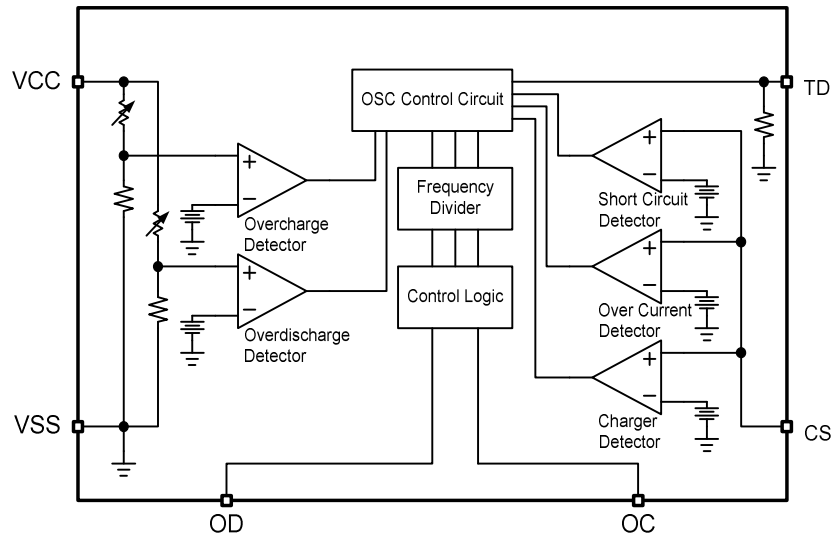 VCC
OSC Control Circuit
TD
+
−
Overcharge
Detector
Frequency
Divider
+
−
Short Circuit
Detector
+
−
Overdischarge
Detector
Control Logic
+
−
Over Current
Detector
+
−
Charger
Detector
VSS
CS
OD
OC